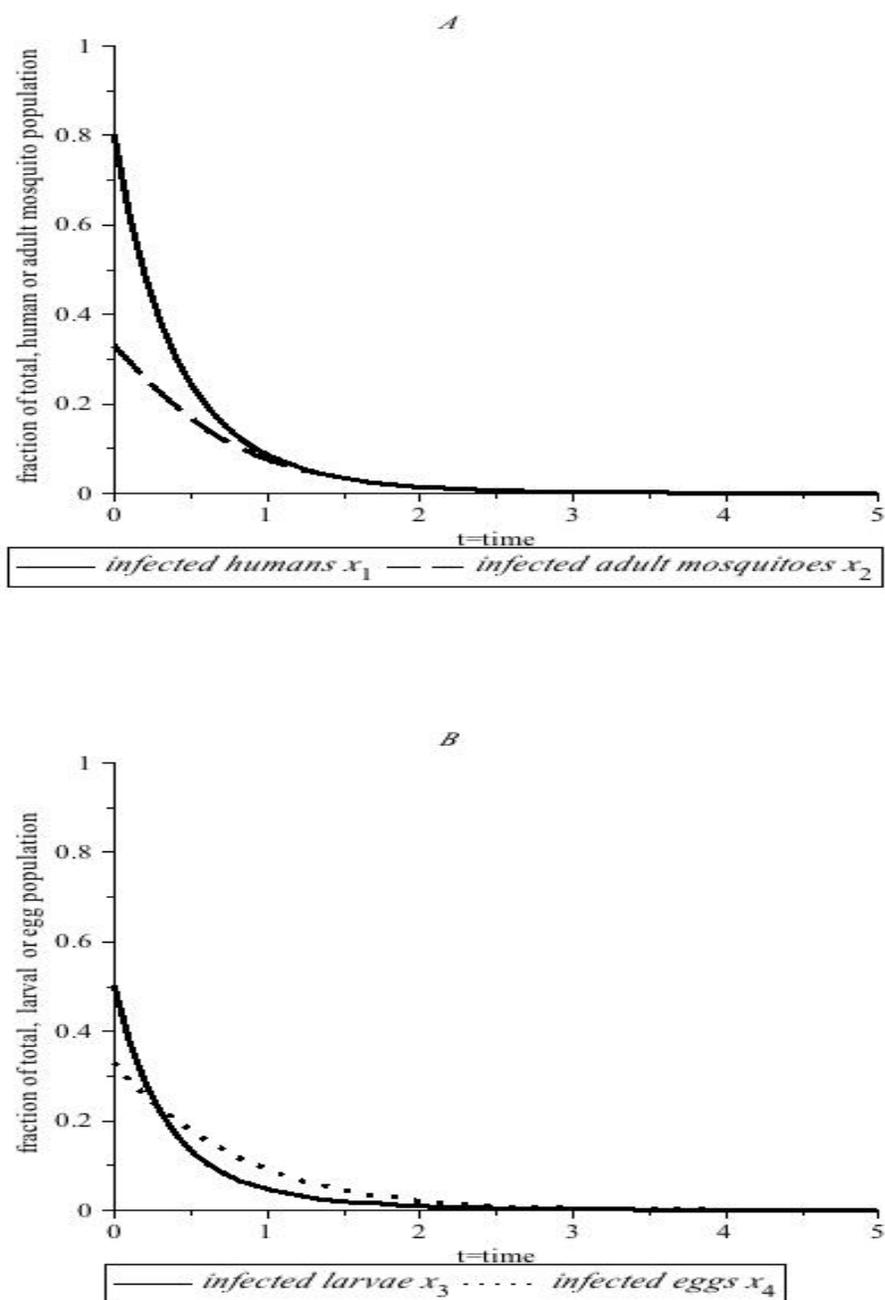 A
fraction of total, human or adult mosquito population
1
0.8
0.6
0.4
0.2
0
0 1 2 3 4 5
t=time
infected humans x1 infected adult mosquitoes x2
B
fraction of total, larval or egg population
1
0.8
0.6
0.4
0.2
0
0 1 2 3 4 5
t=time
infected larvae x3 infected eggs x4